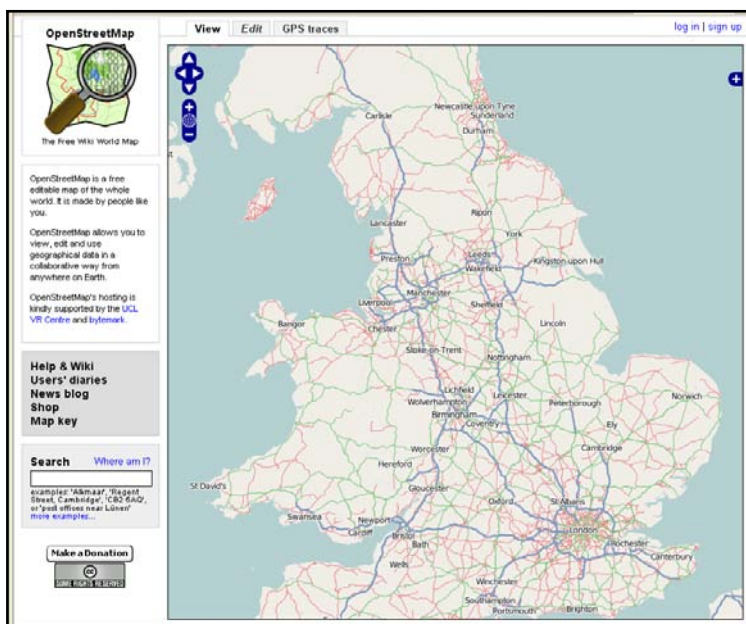 OpenStreetMap
The Free Wiki World Map
OpenStreetMap is a free
editable map of the whole
world. It is made by people like
you.
OpenStreetMap allows you to
view, edit and use
geographical data in a
collaborative way from
anywhere on Earth.
OpenStreetMap's hosting is
kindly supported by the UCL
VR Centre and bytemark.
Help & Wiki
Users' diaries
News blog
Shop
Map key
Search Where am I?
examples: 'Alkmaar', 'Regent
Street, Cambridge', 'CB2 5AQ',
or 'post offices near Lünen'
more examples...
Make a Donation
cc
SOME RIGHTS RESERVED
View Edit GPS traces
log in | sign up
Carlisle
Newcastle upon Tyne
Sunderland
Durham
Lancaster
Ripon
York
Preston
Leeds
Wakefield
Kingston upon Hull
Manchester
Liverpool
Sheffield
Chester
Bangor
Lincoln
Stoke-on-Trent
Nottingham
Lichfield
Leicester
Wolverhampton
Peterborough
Norwich
Birmingham
Coventry
Ely
Worcester
Cambridge
Hereford
St David's
Gloucester
Oxford
St Albans
Swansea
Newport
Cardiff
Bristol
Bath
London
Rochester
Canterbury
Wells
Winchester
Southampton
Portsmouth
Brighton